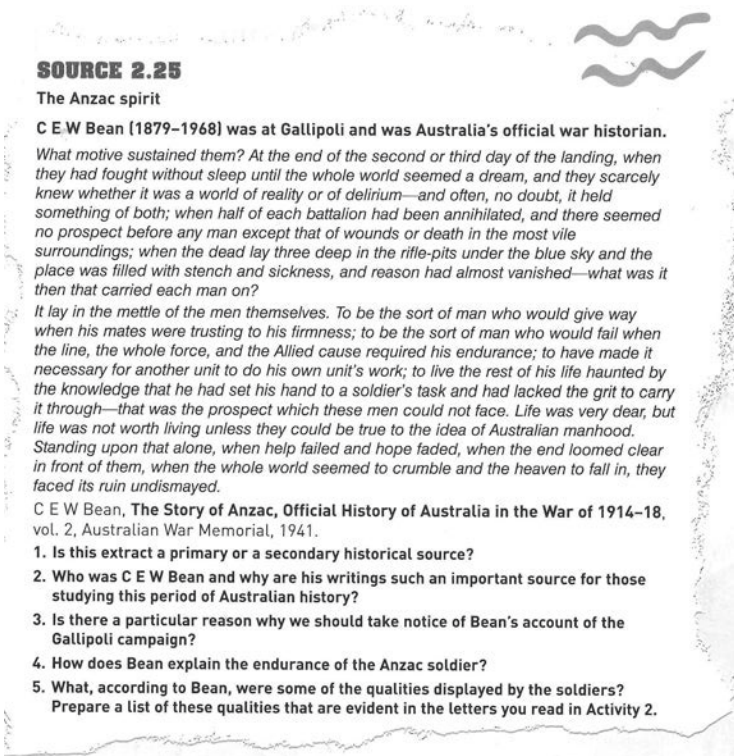 SOURCE 2.25
The Anzac spirit
C E W Bean (1879–1968) was at Gallipoli and was Australia's official war historian.
What motive sustained them? At the end of the second or third day of the landing, when
they had fought without sleep until the whole world seemed a dream, and they scarcely
knew whether it was a world of reality or of delirium—and often, no doubt, it held
something of both; when half of each battalion had been annihilated, and there seemed
no prospect before any man except that of wounds or death in the most vile
surroundings; when the dead lay three deep in the rifle-pits under the blue sky and the
place was filled with stench and sickness, and reason had almost vanished—what was it
then that carried each man on?
It lay in the mettle of the men themselves. To be the sort of man who would give way
when his mates were trusting to his firmness; to be the sort of man who would fail when
the line, the whole force, and the Allied cause required his endurance; to have made it
necessary for another unit to do his own unit's work; to live the rest of his life haunted by
the knowledge that he had set his hand to a soldier's task and had lacked the grit to carry
it through—that was the prospect which these men could not face. Life was very dear, but
life was not worth living unless they could be true to the idea of Australian manhood.
Standing upon that alone, when help failed and hope faded, when the end loomed clear
in front of them, when the whole world seemed to crumble and the heaven to fall in, they
faced its ruin undismayed.
C E W Bean, The Story of Anzac, Official History of Australia in the War of 1914–18,
vol. 2, Australian War Memorial, 1941.
1. Is this extract a primary or a secondary historical source?
2. Who was C E W Bean and why are his writings such an important source for those
studying this period of Australian history?
3. Is there a particular reason why we should take notice of Bean's account of the
Gallipoli campaign?
4. How does Bean explain the endurance of the Anzac soldier?
5. What, according to Bean, were some of the qualities displayed by the soldiers?
Prepare a list of these qualities that are evident in the letters you read in Activity 2.